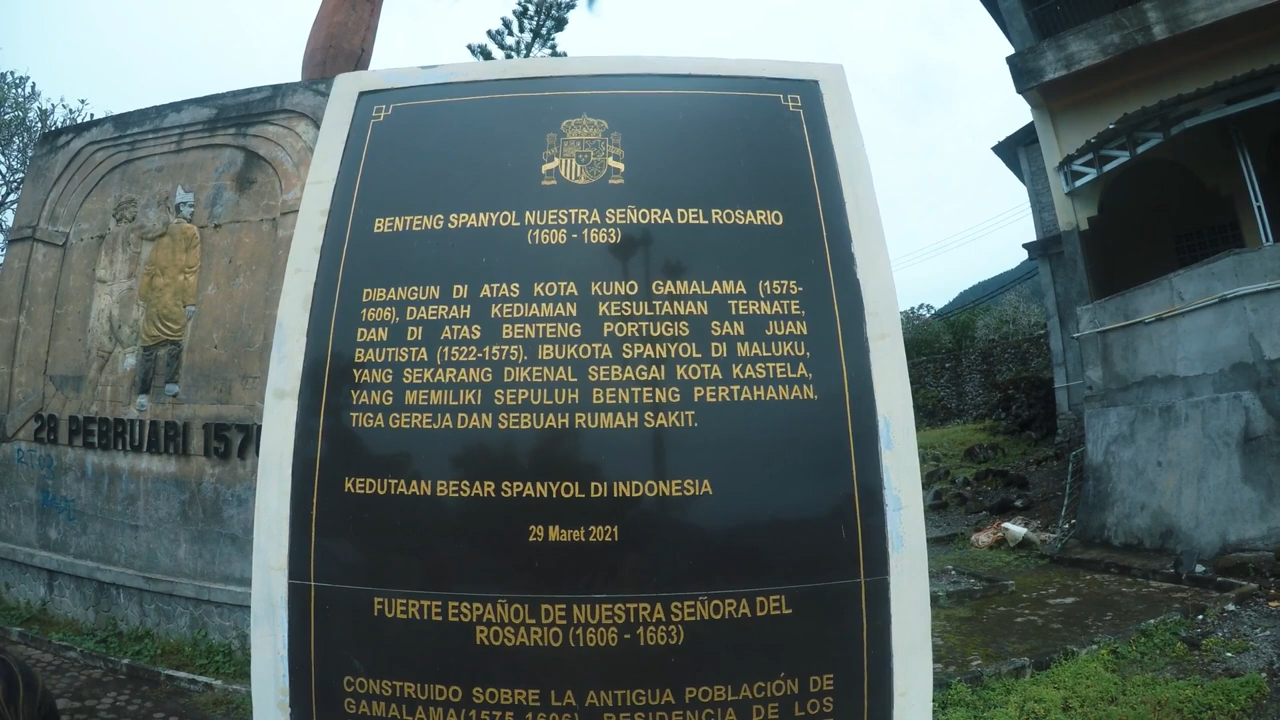 BENTENG SPANYOL NUESTRA SEÑORA DEL ROSARIO
(1606 - 1663)
DIBANGUN DI ATAS KOTA KUNO GAMALAMA (1575-
1606), DAERAH KEDIAMAN KESULTANAN TERNATE,
DAN DI ATAS BENTENG PORTUGIS SAN JUAN
BAUTISTA (1522-1575). IBUKOTA SPANYOL DI MALUKU,
YANG SEKARANG DIKENAL SEBAGAI KOTA KASTELA,
YANG MEMILIKI SEPULUH BENTENG PERTAHANAN,
TIGA GEREJA DAN SEBUAH RUMAH SAKIT.
KEDUTAAN BESAR SPANYOL DI INDONESIA
29 Maret 2021
FUERTE ESPAÑOL DE NUESTRA SEÑORA DEL
ROSARIO (1606 - 1663)
CONSTRUIDO SOBRE LA ANTIGUA POBLACIÓN DE
GAMALAMA(1575-1606), RESIDENCIA DE LOS
28 PEBRUARI 1570